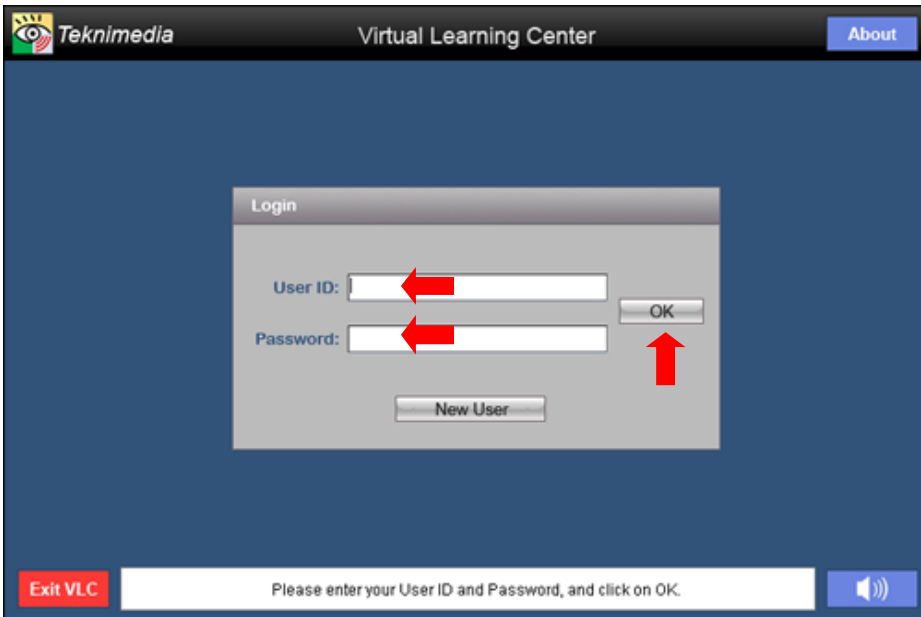 Teknimedia
Virtual Learning Center
About
Login
User ID:
OK
Password:
New User
Exit VLC
Please enter your User ID and Password, and click on OK.